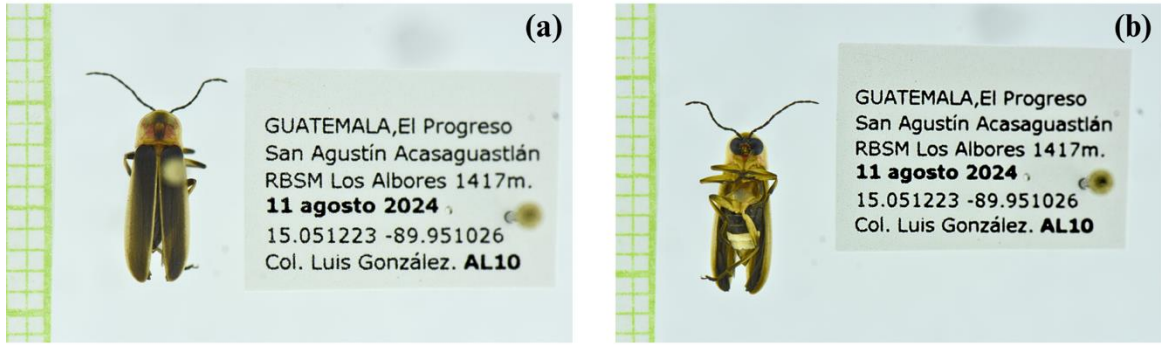 (a)
GUATEMALA,El Progreso
San Agustín Acasaguastlán
RBSM Los Albores 1417m.
11 agosto 2024
15.051223 -89.951026
Col. Luis González. AL10
(b)
GUATEMALA,El Progreso
San Agustín Acasaguastlán
RBSM Los Albores 1417m.
11 agosto 2024
15.051223 -89.951026
Col. Luis González. AL10